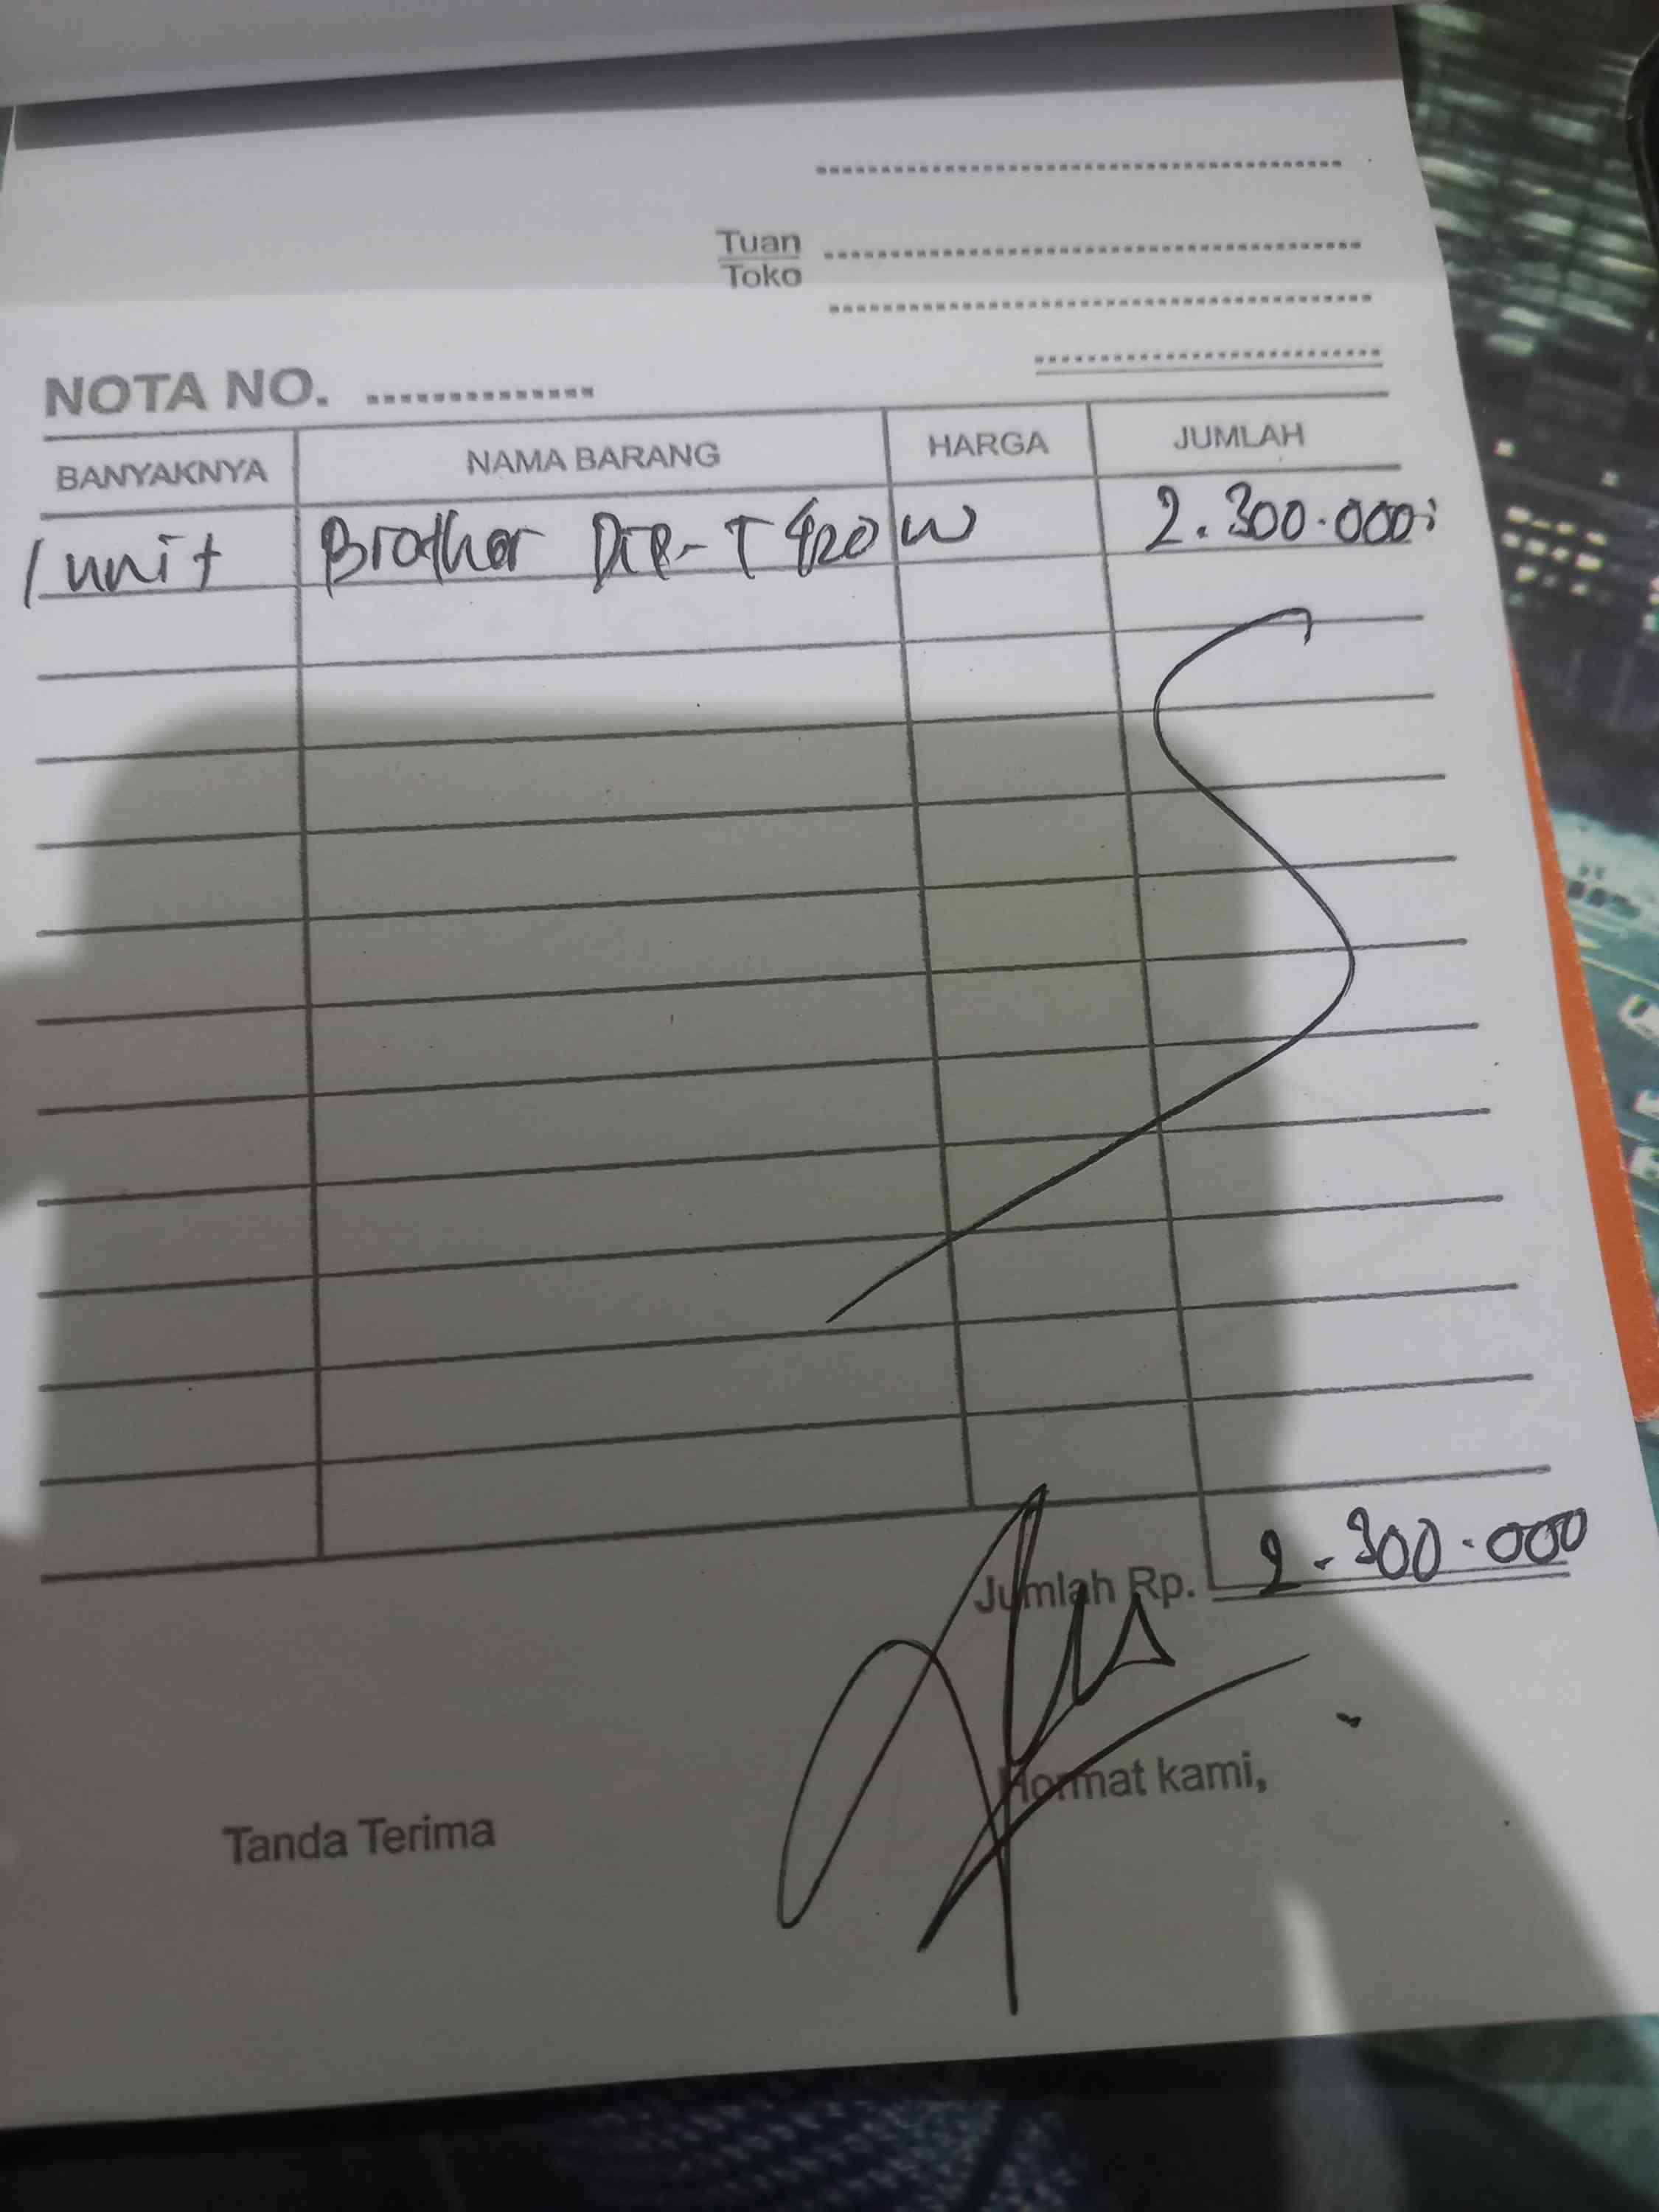 Tuan
Toko
NOTA NO.
BANYAKNYA NAMA BARANG HARGA JUMLAH
1 unit Brother DCP-T420W 2.300.000
Jumlah Rp. 2.300.000
Hormat kami,
Tanda Terima